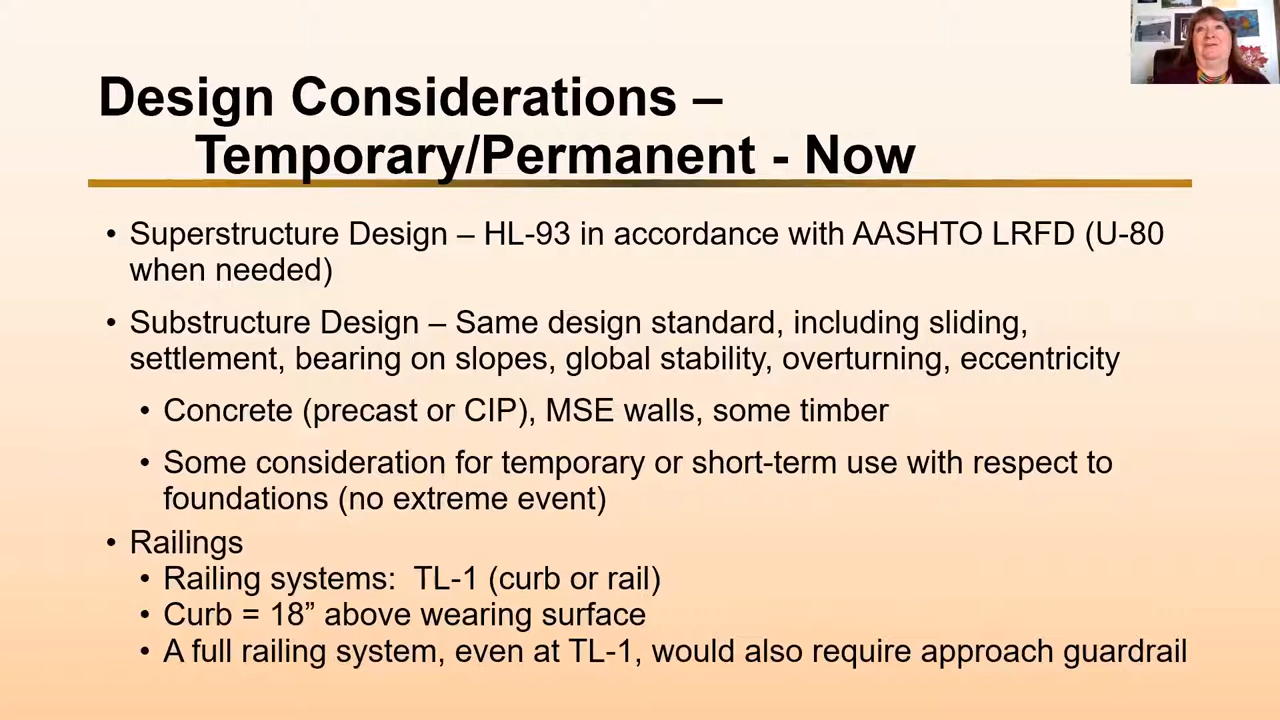 Design Considerations –
Temporary/Permanent - Now
• Superstructure Design – HL-93 in accordance with AASHTO LRFD (U-80
when needed)
• Substructure Design – Same design standard, including sliding,
settlement, bearing on slopes, global stability, overturning, eccentricity
• Concrete (precast or CIP), MSE walls, some timber
• Some consideration for temporary or short-term use with respect to
foundations (no extreme event)
• Railings
• Railing systems:  TL-1 (curb or rail)
• Curb = 18” above wearing surface
• A full railing system, even at TL-1, would also require approach guardrail